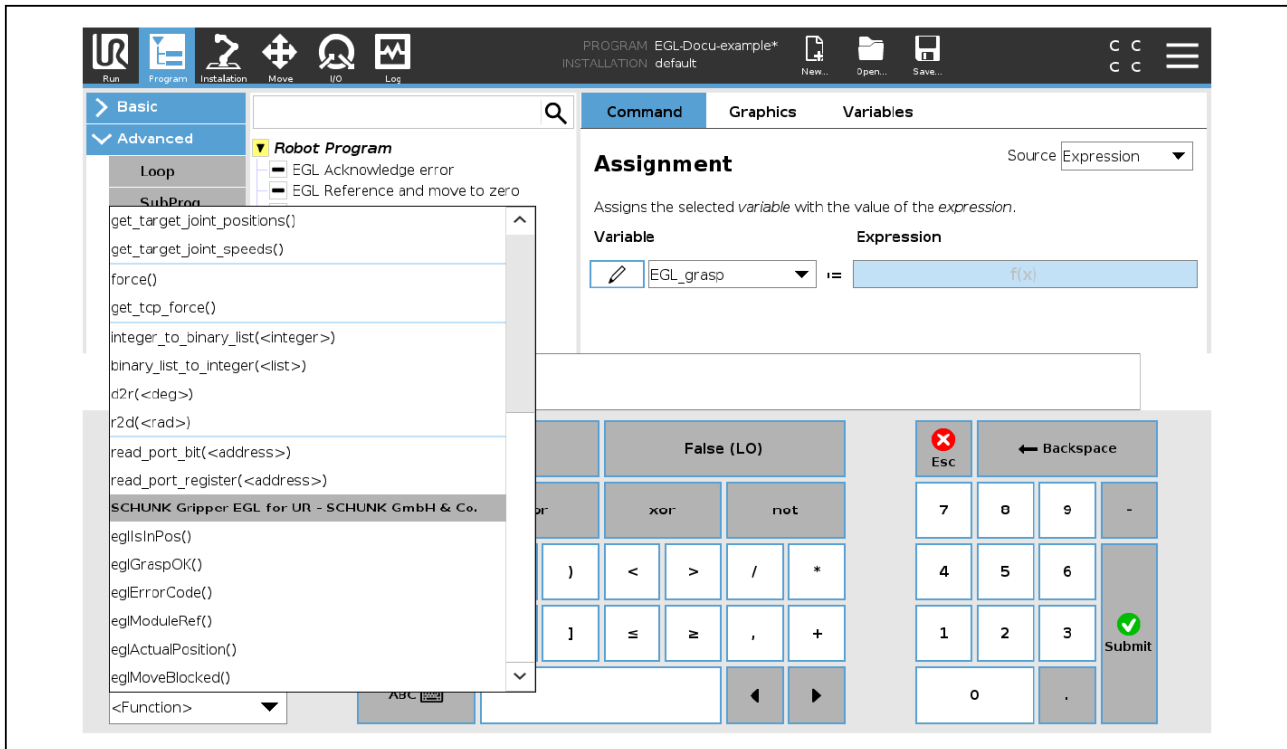 PROGRAM EGL-Docu-example*
INSTALLATION default
Run Program Instalation Move I/O Log New... Open... Save...
C C
C C
Basic
Advanced
Loop
SubProg
Robot Program
EGL Acknowledge error
EGL Reference and move to zero
Command Graphics Variables
Assignment
Source Expression
Assigns the selected variable with the value of the expression.
Variable Expression
EGL_grasp := f(x)
get_target_joint_positions()
get_target_joint_speeds()
force()
get_tcp_force()
integer_to_binary_list(<integer>)
binary_list_to_integer(<list>)
d2r(<deg>)
r2d(<rad>)
read_port_bit(<address>)
read_port_register(<address>)
SCHUNK Gripper EGL for UR - SCHUNK GmbH & Co.
eglIsInPos()
eglGraspOK()
eglErrorCode()
eglModuleRef()
eglActualPosition()
eglMoveBlocked()
<Function>
False (LO) Esc Backspace
xor not 7 8 9 -
) < > / * 4 5 6
] ≤ ≥ , + 1 2 3 Submit
ABC 0 .